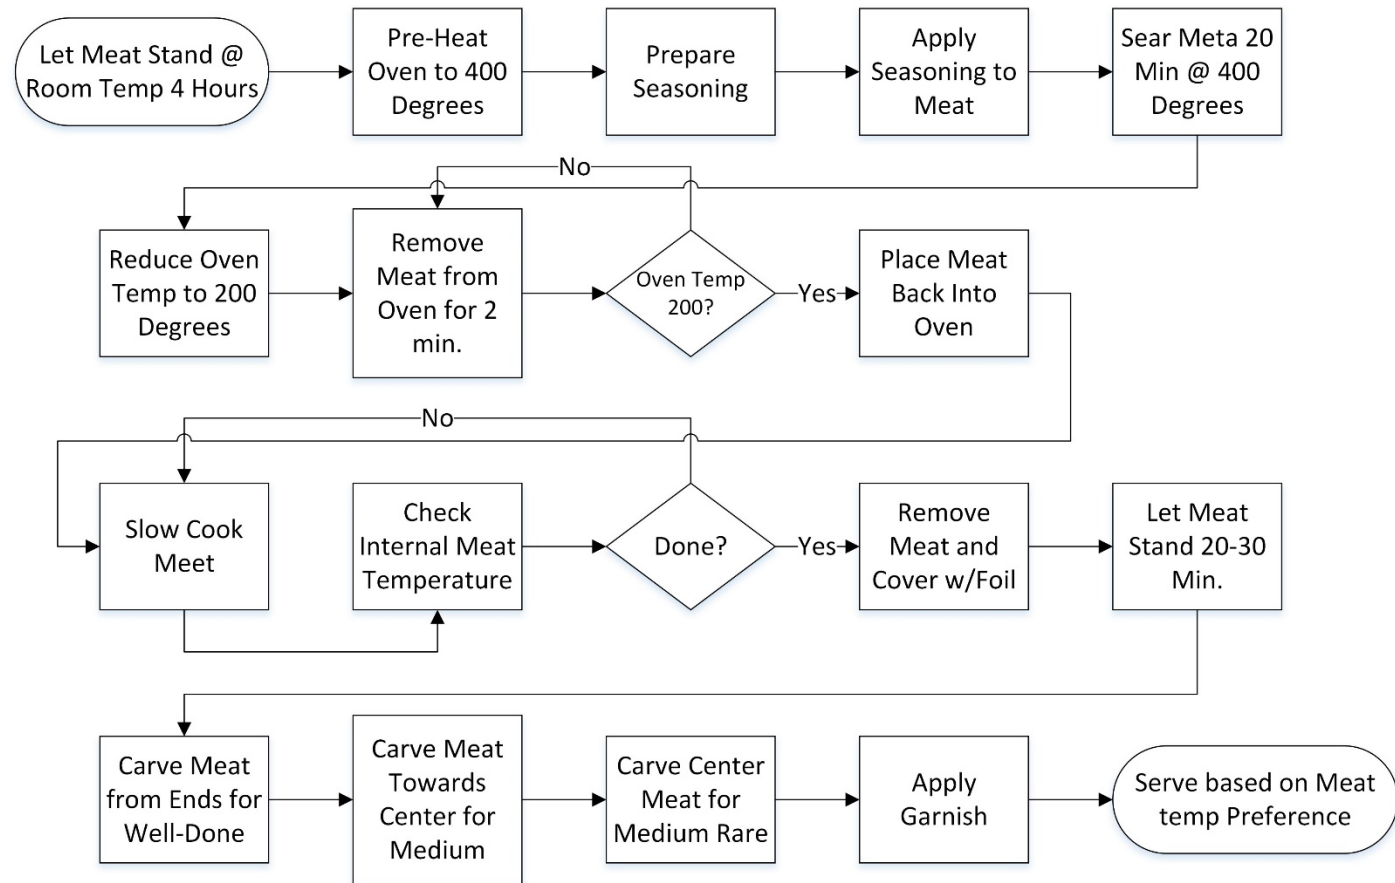 Let Meat Stand @
Room Temp 4 Hours
Pre-Heat
Oven to 400
Degrees
Prepare
Seasoning
Apply
Seasoning to
Meat
Sear Meta 20
Min @ 400
Degrees
No
Reduce Oven
Temp to 200
Degrees
Remove
Meat from
Oven for 2
min.
Oven Temp
200?
Yes
Place Meat
Back Into
Oven
No
Slow Cook
Meet
Check
Internal Meat
Temperature
Done?
Yes
Remove
Meat and
Cover w/Foil
Let Meat
Stand 20-30
Min.
Carve Meat
from Ends for
Well-Done
Carve Meat
Towards
Center for
Medium
Carve Center
Meat for
Medium Rare
Apply
Garnish
Serve based on Meat
temp Preference